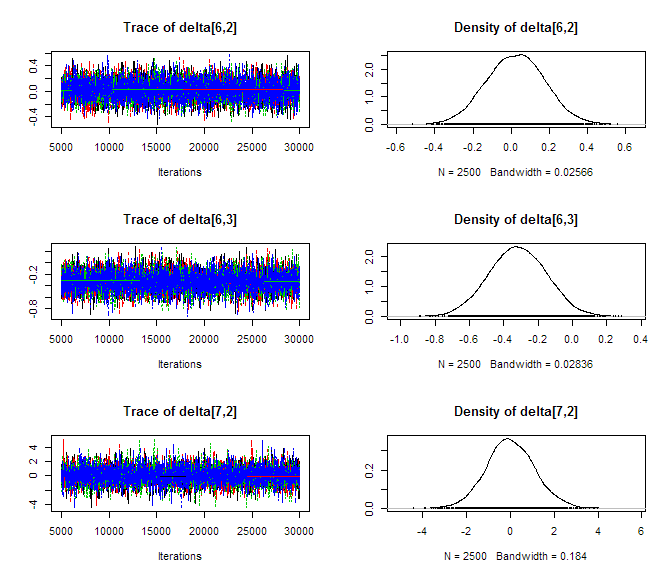 Trace of delta[6,2]
-0.4 0.0 0.4
5000 10000 15000 20000 25000 30000
Iterations
Density of delta[6,2]
0.0 1.0 2.0
-0.6 -0.4 -0.2 0.0 0.2 0.4 0.6
N = 2500 Bandwidth = 0.02566
Trace of delta[6,3]
-0.8 -0.2
5000 10000 15000 20000 25000 30000
Iterations
Density of delta[6,3]
0.0 1.0 2.0
-1.0 -0.8 -0.6 -0.4 -0.2 0.0 0.2 0.4
N = 2500 Bandwidth = 0.02836
Trace of delta[7,2]
-4 0 2 4
5000 10000 15000 20000 25000 30000
Iterations
Density of delta[7,2]
0.0 0.2
-4 -2 0 2 4 6
N = 2500 Bandwidth = 0.184